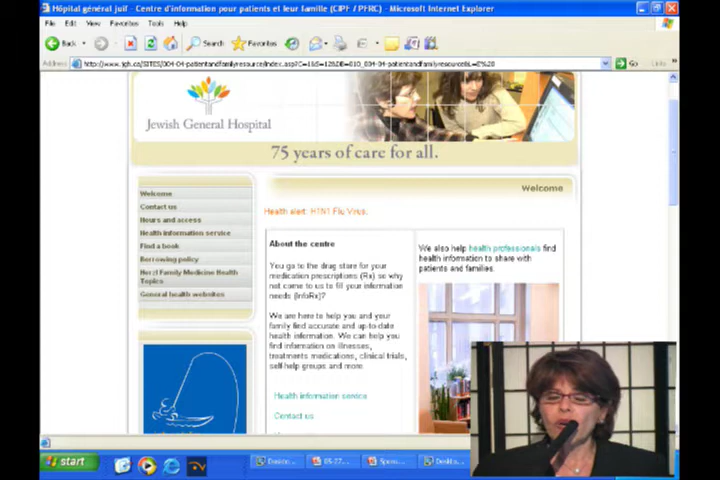 Hôpital général juif - Centre d'information pour patients et leur famille (CIPF / PFRC) - Microsoft Internet Explorer
File Edit View Favorites Tools Help
Back Search Favorites
Address
Go Links
Jewish General Hospital
75 years of care for all.
Welcome
Welcome
Contact us
Hours and access
Health information service
Find a book
Borrowing policy
Herzl Family Medicine Health
Topics
General health websites
Health alert: H1N1 Flu Virus.
About the centre
You go to the drug store for your
medication prescriptions (Rx) so why
not come to us to fill your information
needs (InfoRx)?
We are here to help you and your
family find accurate and up-to-date
health information. We can help you
find information on illnesses,
treatments medications, clinical trials,
self-help groups and more.
Health information service
Contact us
We also help health professionals find
health information to share with
patients and families.
start